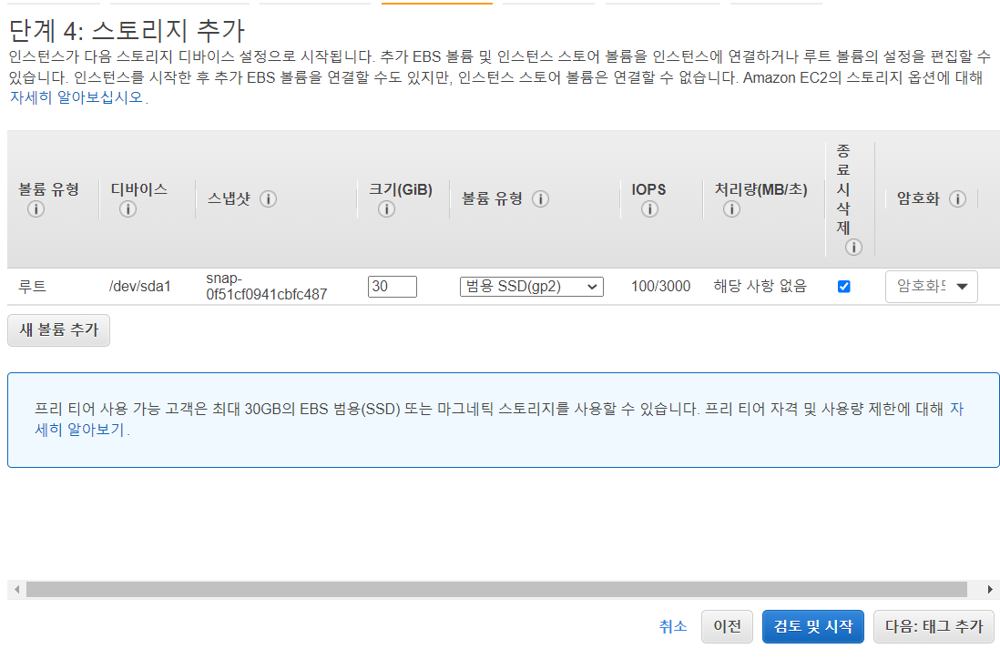 단계 4: 스토리지 추가
인스턴스가 다음 스토리지 디바이스 설정으로 시작됩니다. 추가 EBS 볼륨 및 인스턴스 스토어 볼륨을 인스턴스에 연결하거나 루트 볼륨의 설정을 편집할 수
있습니다. 인스턴스를 시작한 후 추가 EBS 볼륨을 연결할 수도 있지만, 인스턴스 스토어 볼륨은 연결할 수 없습니다. Amazon EC2의 스토리지 옵션에 대해
자세히 알아보십시오.
볼륨 유형 디바이스 스냅샷 크기(GiB) 볼륨 유형 IOPS 처리량(MB/초) 종료 시 삭제 암호화
루트 /dev/sda1 snap-0f51cf0941cbfc487 30 범용 SSD(gp2) 100/3000 해당 사항 없음 암호화
새 볼륨 추가
프리 티어 사용 가능 고객은 최대 30GB의 EBS 범용(SSD) 또는 마그네틱 스토리지를 사용할 수 있습니다. 프리 티어 자격 및 사용량 제한에 대해 자
세히 알아보기.
취소 이전 검토 및 시작 다음: 태그 추가